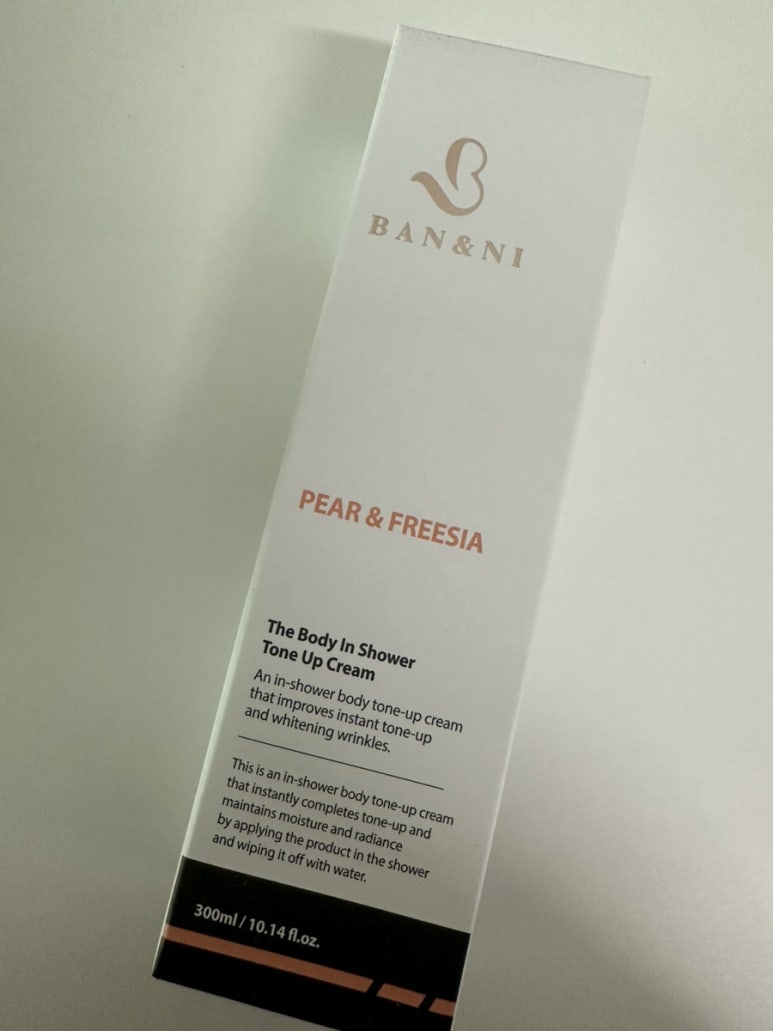 BAN&NI
PEAR & FREESIA
The Body In Shower
Tone Up Cream
An in-shower body tone-up cream
that improves instant tone-up
and whitening wrinkles.
This is an in-shower body tone-up cream
that instantly completes tone-up and
maintains moisture and radiance
by applying the product in the shower
and wiping it off with water.
300ml / 10.14 fl.oz.